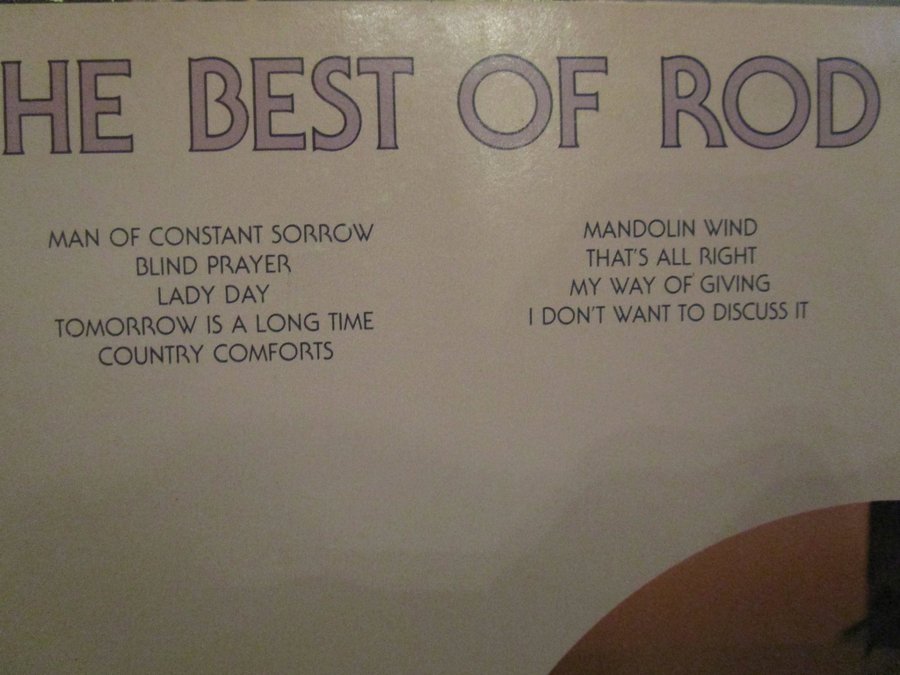 HE BEST OF ROD
MAN OF CONSTANT SORROW
BLIND PRAYER
LADY DAY
TOMORROW IS A LONG TIME
COUNTRY COMFORTS
MANDOLIN WIND
THAT'S ALL RIGHT
MY WAY OF GIVING
I DON'T WANT TO DISCUSS IT